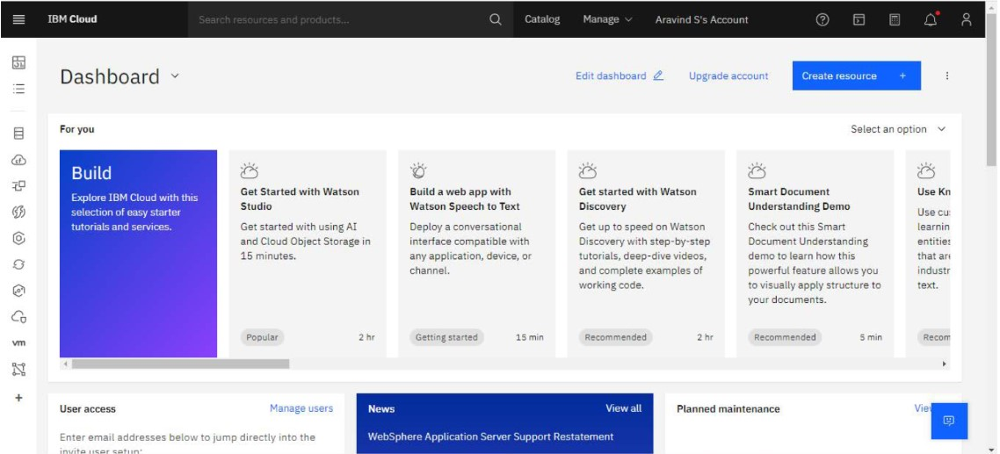 IBM Cloud
Search resources and products...
Catalog
Manage
Aravind S's Account
Dashboard
Edit dashboard
Upgrade account
Create resource +
For you
Select an option
Build
Explore IBM Cloud with this
selection of easy starter
tutorials and services.
Get Started with Watson
Studio
Get started with using AI
and Cloud Object Storage in
15 minutes.
Popular
2 hr
Build a web app with
Watson Speech to Text
Deploy a conversational
interface compatible with
any application, device, or
channel.
Getting started
15 min
Get started with Watson
Discovery
Get up to speed on Watson
Discovery with step-by-step
tutorials, deep-dive videos,
and complete examples of
working code.
Recommended
2 hr
Smart Document
Understanding Demo
Check out this Smart
Document Understanding
demo to learn how this
powerful feature allows you
to visually apply structure to
your documents.
Recommended
5 min
Use Kn
Use cu
learnin
entities
that are
industr
text.
Recom
vm
+
User access
Manage users
Enter email addresses below to jump directly into the
invite user setup:
News
View all
WebSphere Application Server Support Restatement
Planned maintenance